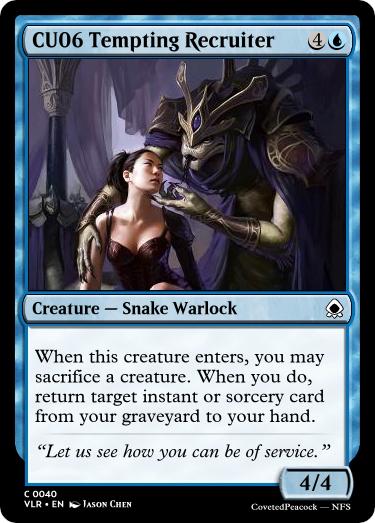 CU06 Tempting Recruiter 4
Creature — Snake Warlock
When this creature enters, you may
sacrifice a creature. When you do,
return target instant or sorcery card
from your graveyard to your hand.
“Let us see how you can be of service.”
4/4
C 0040
VLR • EN Jason Chen
CovetedPeacock — NFS